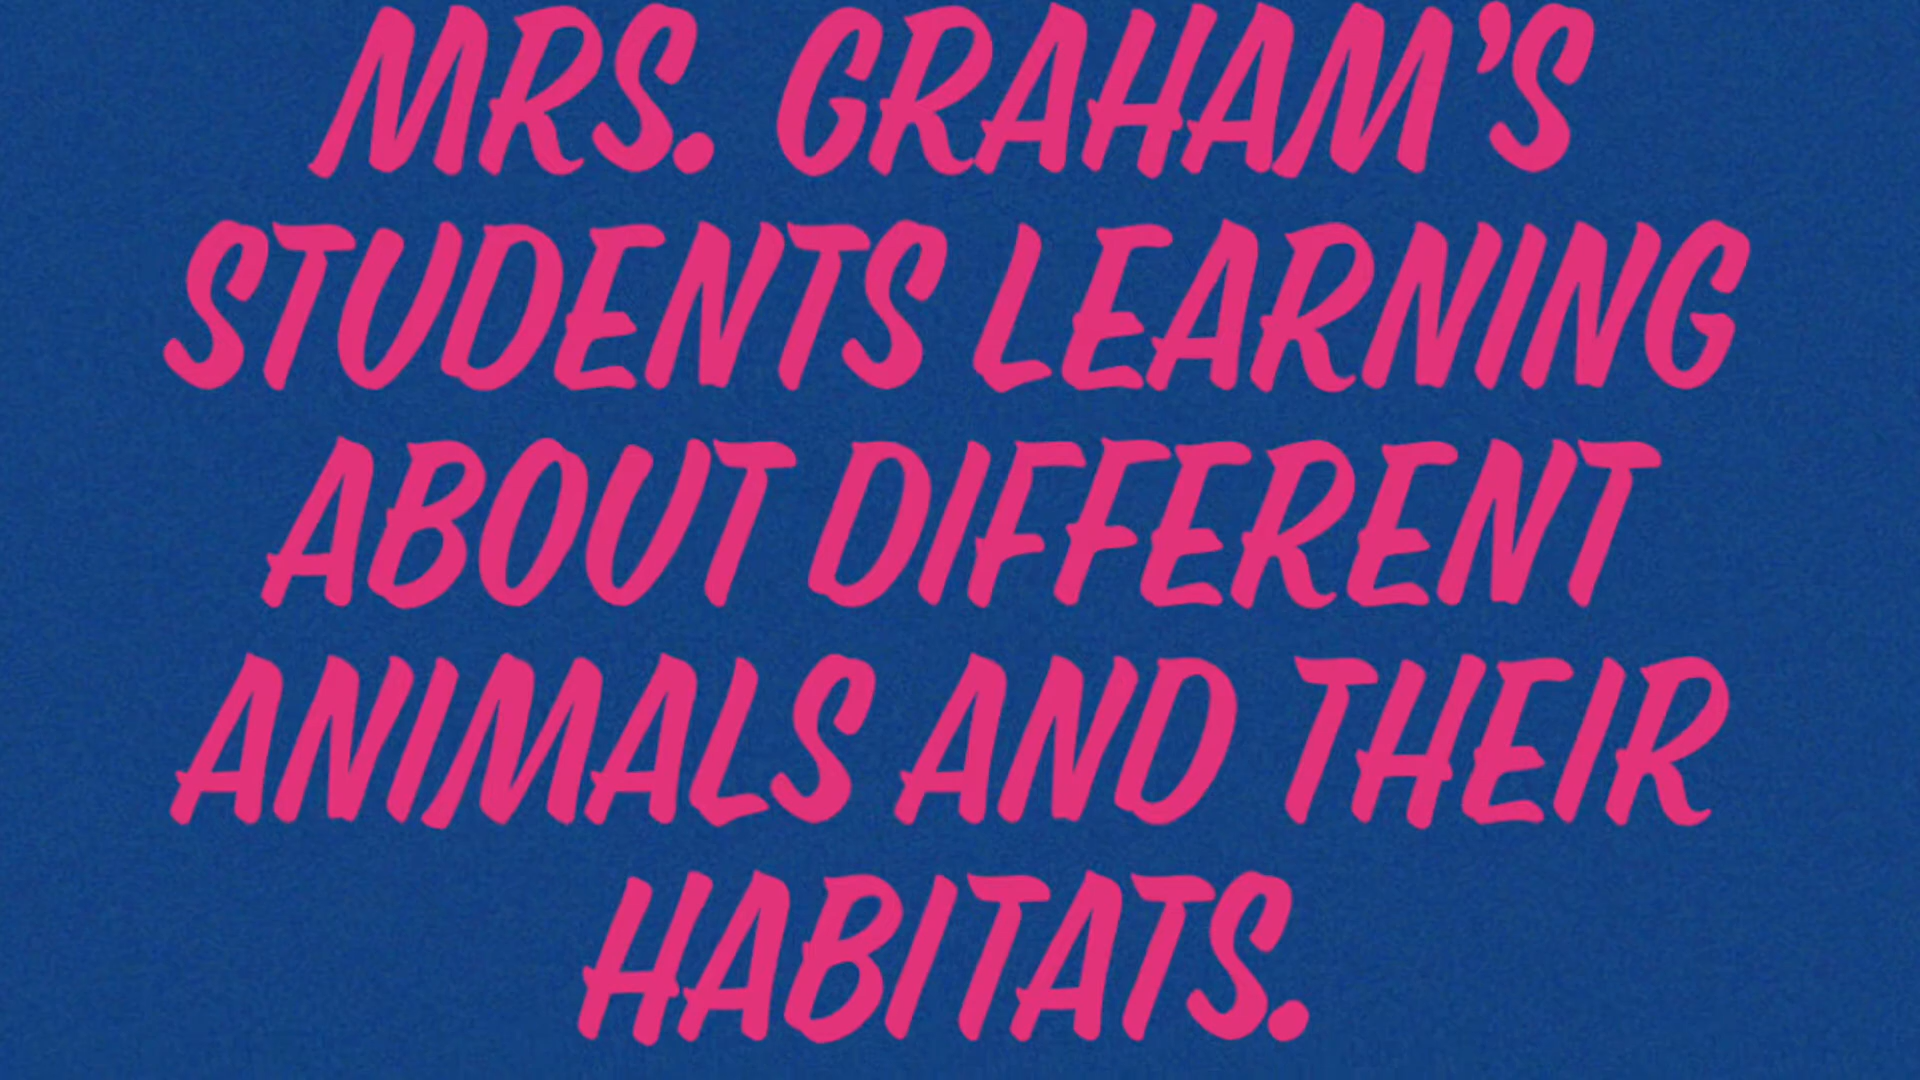 MRS. GRAHAM'S
STUDENTS LEARNING
ABOUT DIFFERENT
ANIMALS AND THEIR
HABITATS.